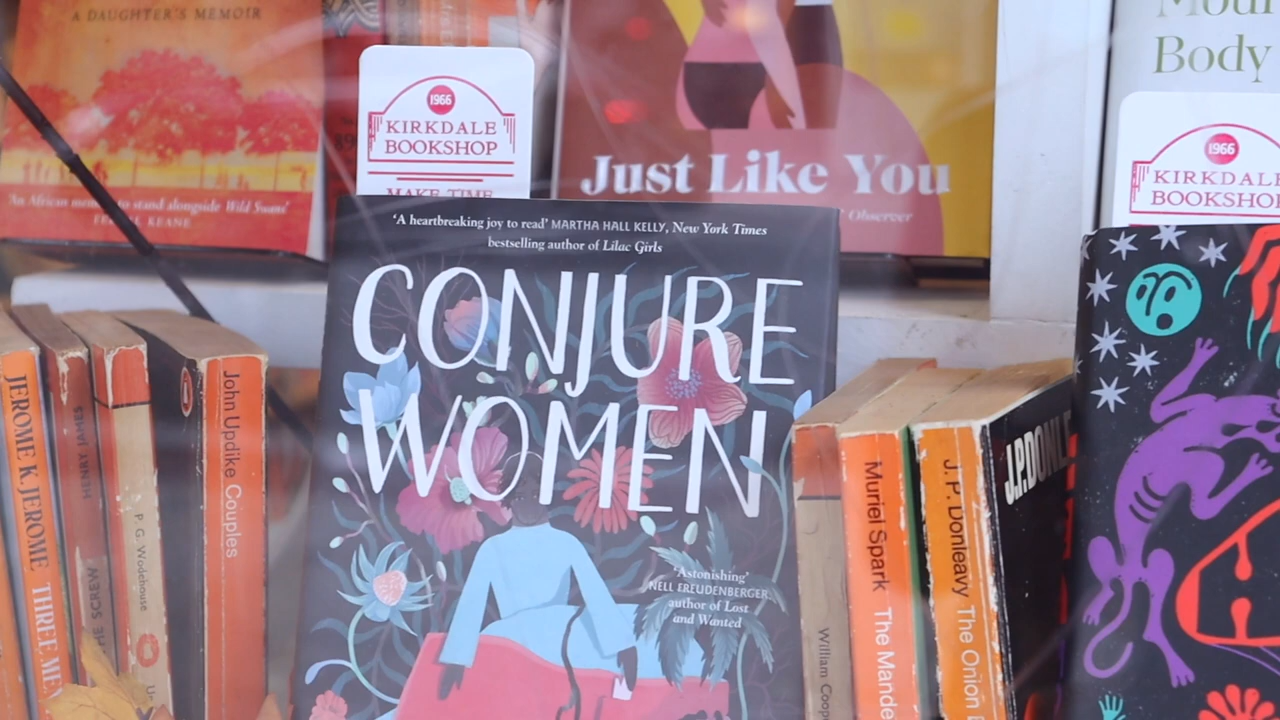 A DAUGHTER'S MEMOIR
'An African memoir to stand alongside Wild Swans'
FERGAL KEANE
1966
KIRKDALE
BOOKSHOP
MAKE TIME
Just Like You
Observer
Body
1966
KIRKDALE
BOOKSHOP
'A heartbreaking joy to read' MARTHA HALL KELLY, New York Times
bestselling author of Lilac Girls
CONJURE
WOMEN
'Astonishing'
NELL FREUDENBERGER,
author of Lost
and Wanted
JEROME K JEROME THREE MEN
HENRY JAMES THE SCREW
P. G. Wodehouse
John Updike Couples
William Coop
Muriel Spark The Mande
J. P. Donleavy The Onion E
J.P. DONLE